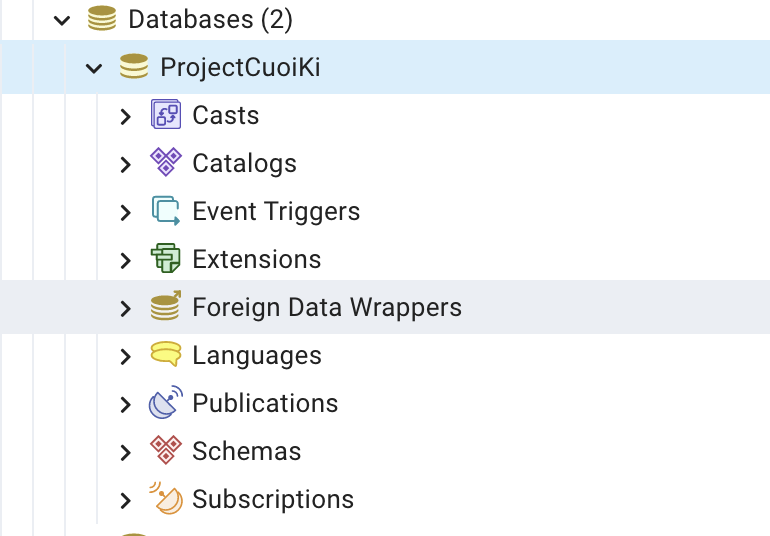 Databases (2)
ProjectCuoiKi
Casts
Catalogs
Event Triggers
Extensions
Foreign Data Wrappers
Languages
Publications
Schemas
Subscriptions